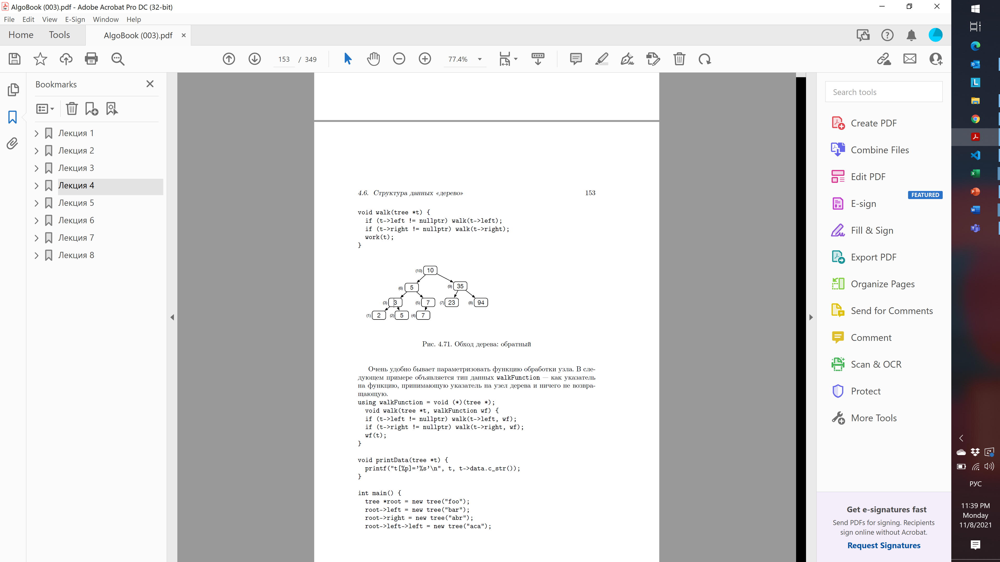 AlgoBook (003).pdf - Adobe Acrobat Pro DC (32-bit)
File Edit View E-Sign Window Help
Home Tools AlgoBook (003).pdf
153 / 349 77.4%
Bookmarks
Лекция 1
Лекция 2
Лекция 3
Лекция 4
Лекция 5
Лекция 6
Лекция 7
Лекция 8
4.6. Структура данных «дерево» 153
void walk(tree *t) {
if (t->left != nullptr) walk(t->left);
if (t->right != nullptr) walk(t->right);
work(t);
}
(10) 10
(6) 5 (9) 35
(3) 3 (5) 7 (7) 23 (8) 94
(1) 2 (2) 5 (4) 7
Рис. 4.71. Обход дерева: обратный
Очень удобно бывает параметризовать функцию обработки узла. В сле-
дующем примере объявляется тип данных walkFunction — как указатель
на функцию, принимающую указатель на узел дерева и ничего не возвра-
щающую.
using walkFunction = void (*)(tree *);
void walk(tree *t, walkFunction wf) {
if (t->left != nullptr) walk(t->left, wf);
if (t->right != nullptr) walk(t->right, wf);
wf(t);
}
void printData(tree *t) {
printf("t[%p]='%s'\n", t, t->data.c_str());
}
int main() {
tree *root = new tree("foo");
root->left = new tree("bar");
root->right = new tree("abr");
root->left->left = new tree("aca");
Search tools
Create PDF
Combine Files
Edit PDF
FEATURED
E-sign
Fill & Sign
Export PDF
Organize Pages
Send for Comments
Comment
Scan & OCR
Protect
More Tools
Get e-signatures fast
Send PDFs for signing. Recipients
sign online without Acrobat.
Request Signatures
РУС
11:39 PM
Monday
11/8/2021